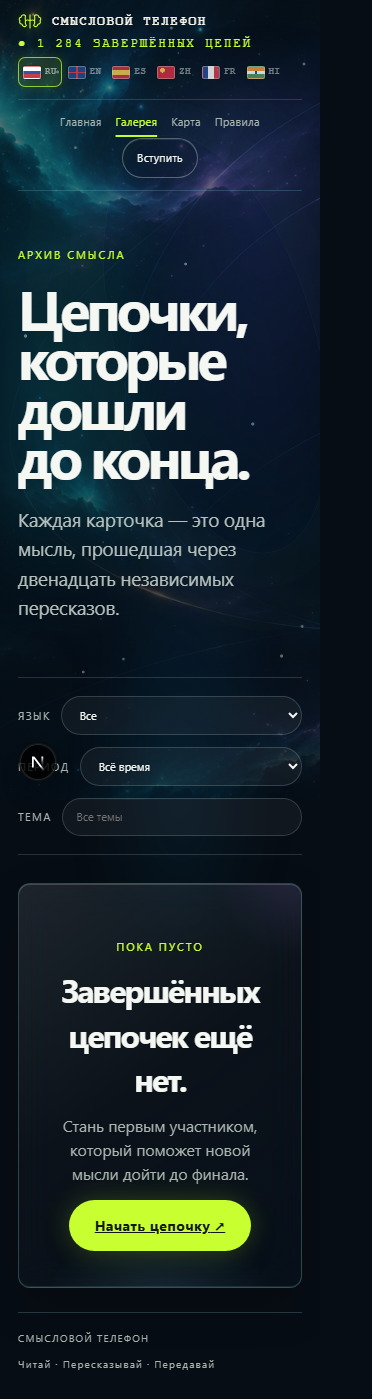 СМЫСЛОВОЙ ТЕЛЕФОН
● 1 284 ЗАВЕРШЁННЫХ ЦЕПЕЙ
RU EN ES ZH FR HI
Главная Галерея Карта Правила
Вступить
АРХИВ СМЫСЛА
Цепочки,
которые
дошли
до конца.
Каждая карточка — это одна
мысль, прошедшая через
двенадцать независимых
пересказов.
ЯЗЫК Все
N Всё время
ТЕМА Все темы
ПОКА ПУСТО
Завершённых
цепочек ещё
нет.
Стань первым участником,
который поможет новой
мысли дойти до финала.
Начать цепочку ↗
СМЫСЛОВОЙ ТЕЛЕФОН
Читай · Пересказывай · Передавай